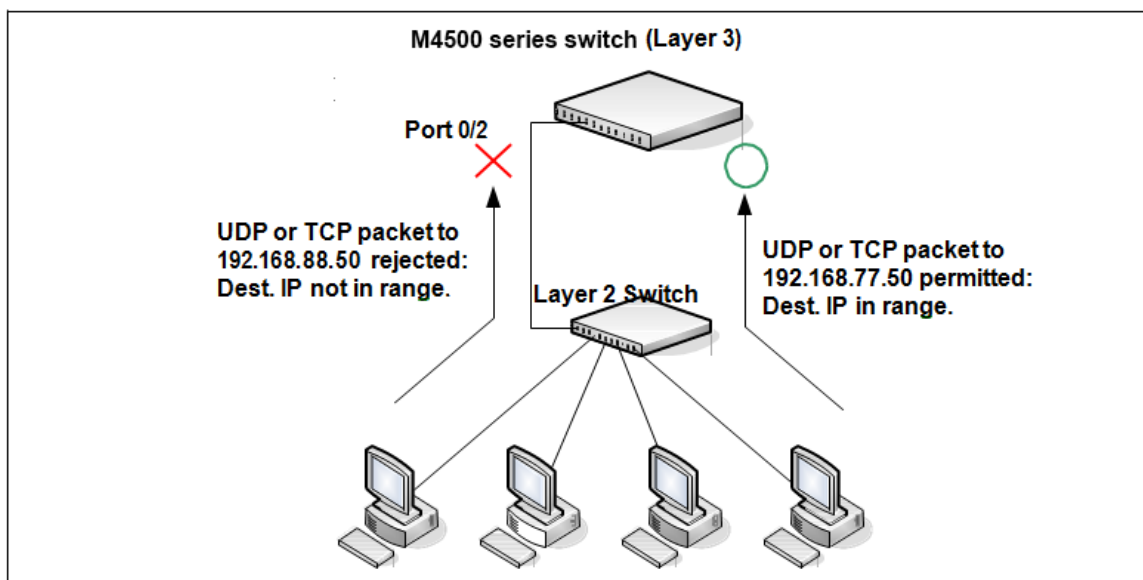 M4500 series switch (Layer 3)
Port 0/2
UDP or TCP packet to
192.168.88.50 rejected:
Dest. IP not in range.
UDP or TCP packet to
192.168.77.50 permitted:
Dest. IP in range.
Layer 2 Switch